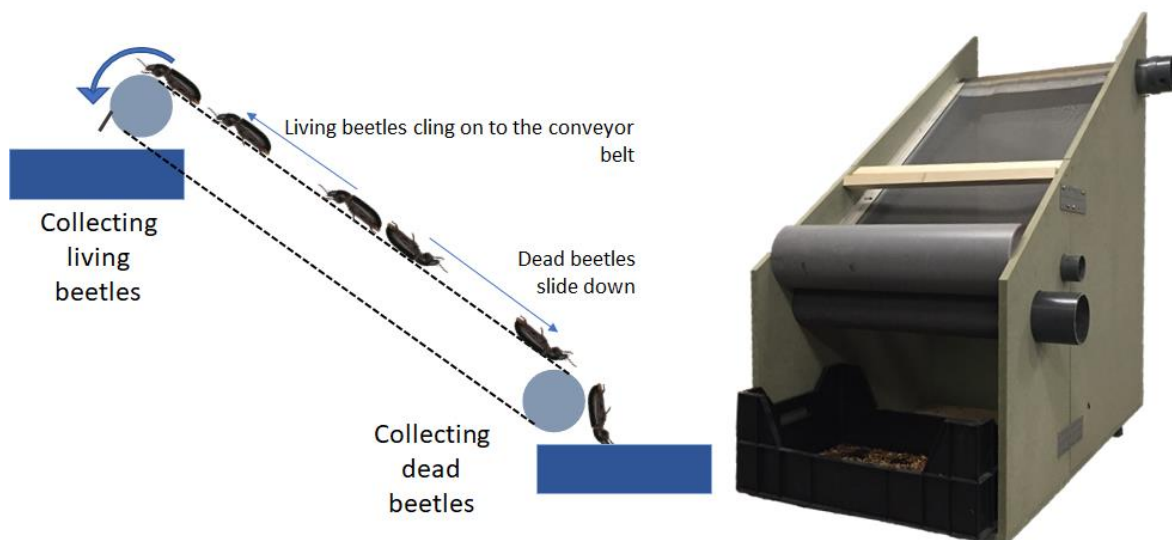 Living beetles cling on to the conveyor
belt
Collecting
living
beetles
Dead beetles
slide down
Collecting
dead
beetles